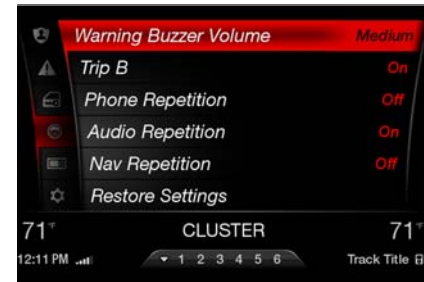 Warning Buzzer Volume Medium
Trip B On
Phone Repetition Off
Audio Repetition On
Nav Repetition Off
Restore Settings
71°F CLUSTER 71°F
12:11 PM 1 2 3 4 5 6 Track Title